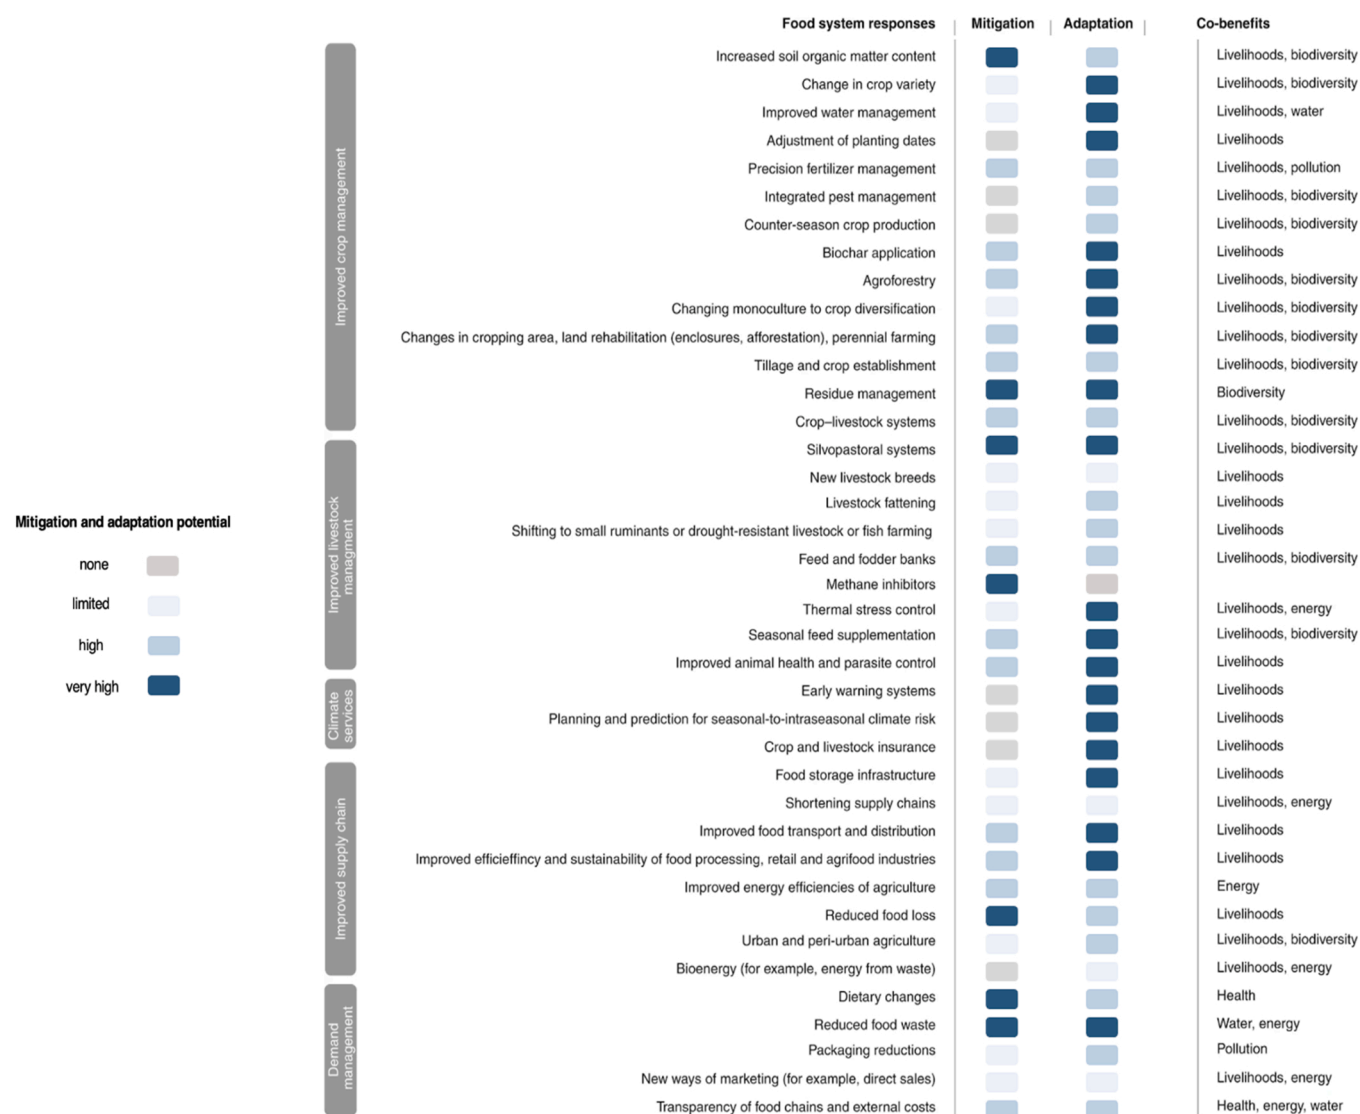 Food system responses Mitigation Adaptation Co-benefits
Improved crop management
Increased soil organic matter content Livelihoods, biodiversity
Change in crop variety Livelihoods, biodiversity
Improved water management Livelihoods, water
Adjustment of planting dates Livelihoods
Precision fertilizer management Livelihoods, pollution
Integrated pest management Livelihoods, biodiversity
Counter-season crop production Livelihoods, biodiversity
Biochar application Livelihoods
Agroforestry Livelihoods, biodiversity
Changing monoculture to crop diversification Livelihoods, biodiversity
Changes in cropping area, land rehabilitation (enclosures, afforestation), perennial farming Livelihoods, biodiversity
Tillage and crop establishment Livelihoods, biodiversity
Residue management Biodiversity
Crop–livestock systems Livelihoods, biodiversity
Improved livestock
managment
Silvopastoral systems Livelihoods, biodiversity
New livestock breeds Livelihoods
Livestock fattening Livelihoods
Shifting to small ruminants or drought-resistant livestock or fish farming Livelihoods
Feed and fodder banks Livelihoods, biodiversity
Methane inhibitors
Thermal stress control Livelihoods, energy
Seasonal feed supplementation Livelihoods, biodiversity
Improved animal health and parasite control Livelihoods
Climate
services
Early warning systems Livelihoods
Planning and prediction for seasonal-to-intraseasonal climate risk Livelihoods
Crop and livestock insurance Livelihoods
Improved supply chain
Food storage infrastructure Livelihoods
Shortening supply chains Livelihoods, energy
Improved food transport and distribution Livelihoods
Improved efficieffincy and sustainability of food processing, retail and agrifood industries Livelihoods
Improved energy efficiencies of agriculture Energy
Reduced food loss Livelihoods
Urban and peri-urban agriculture Livelihoods, biodiversity
Bioenergy (for example, energy from waste) Livelihoods, energy
Demand
management
Dietary changes Health
Reduced food waste Water, energy
Packaging reductions Pollution
New ways of marketing (for example, direct sales) Livelihoods, energy
Transparency of food chains and external costs Health, energy, water
Mitigation and adaptation potential
none
limited
high
very high